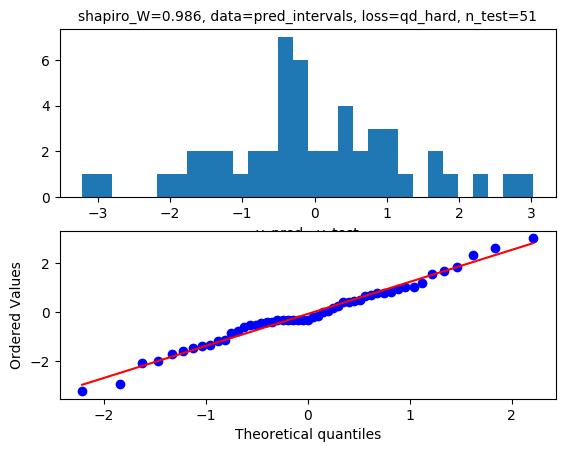 shapiro_W=0.986, data=pred_intervals, loss=qd_hard, n_test=51
6
4
2
0
−3 −2 −1 0 1 2 3
2
0
−2
Ordered Values
−2 −1 0 1 2
Theoretical quantiles